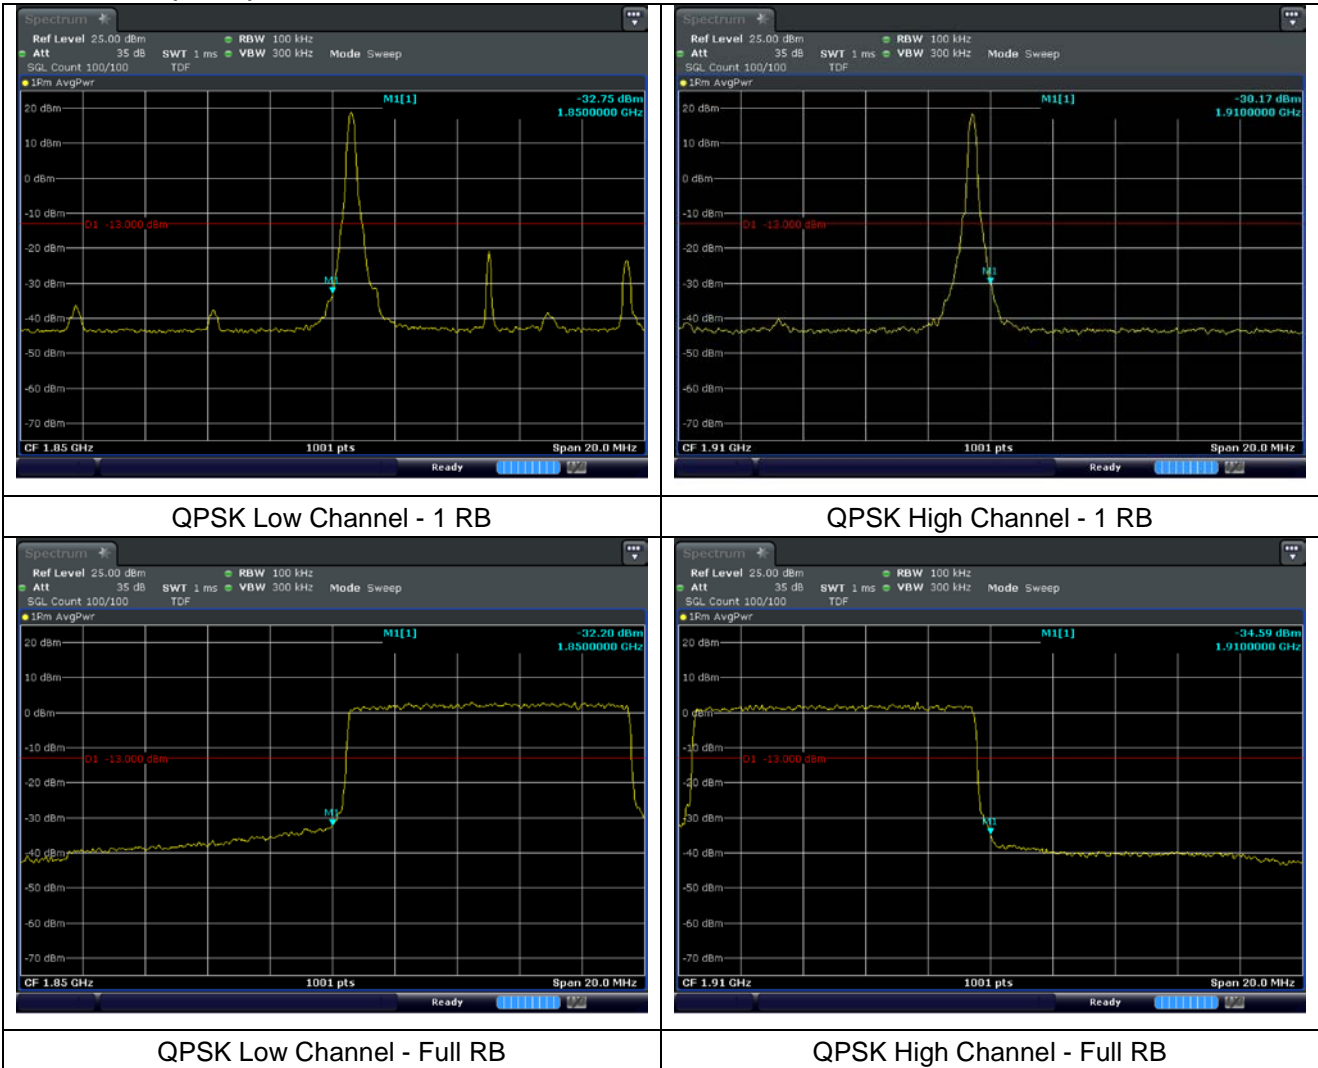 Spectrum
Ref Level 25.00 dBm RBW 100 kHz
Att 35 dB SWT 1 ms VBW 300 kHz Mode Sweep
SGL Count 100/100 TDF
1Rm AvgPwr
M1[1] -32.75 dBm
1.8500000 GHz
20 dBm
10 dBm
0 dBm
-10 dBm
D1 -13.000 dBm
-20 dBm
-30 dBm
M1
-40 dBm
-50 dBm
-60 dBm
-70 dBm
CF 1.85 GHz 1001 pts Span 20.0 MHz
Ready
QPSK Low Channel - 1 RB
Spectrum
Ref Level 25.00 dBm RBW 100 kHz
Att 35 dB SWT 1 ms VBW 300 kHz Mode Sweep
SGL Count 100/100 TDF
1Rm AvgPwr
M1[1] -30.17 dBm
1.9100000 GHz
20 dBm
10 dBm
0 dBm
-10 dBm
D1 -13.000 dBm
-20 dBm
-30 dBm
M1
-40 dBm
-50 dBm
-60 dBm
-70 dBm
CF 1.91 GHz 1001 pts Span 20.0 MHz
Ready
QPSK High Channel - 1 RB
Spectrum
Ref Level 25.00 dBm RBW 100 kHz
Att 35 dB SWT 1 ms VBW 300 kHz Mode Sweep
SGL Count 100/100 TDF
1Rm AvgPwr
M1[1] -32.20 dBm
1.8500000 GHz
20 dBm
10 dBm
0 dBm
-10 dBm
D1 -13.000 dBm
-20 dBm
-30 dBm
M1
-40 dBm
-50 dBm
-60 dBm
-70 dBm
CF 1.85 GHz 1001 pts Span 20.0 MHz
Ready
QPSK Low Channel - Full RB
Spectrum
Ref Level 25.00 dBm RBW 100 kHz
Att 35 dB SWT 1 ms VBW 300 kHz Mode Sweep
SGL Count 100/100 TDF
1Rm AvgPwr
M1[1] -34.59 dBm
1.9100000 GHz
20 dBm
10 dBm
0 dBm
-10 dBm
D1 -13.000 dBm
-20 dBm
-30 dBm
M1
-40 dBm
-50 dBm
-60 dBm
-70 dBm
CF 1.91 GHz 1001 pts Span 20.0 MHz
Ready
QPSK High Channel - Full RB